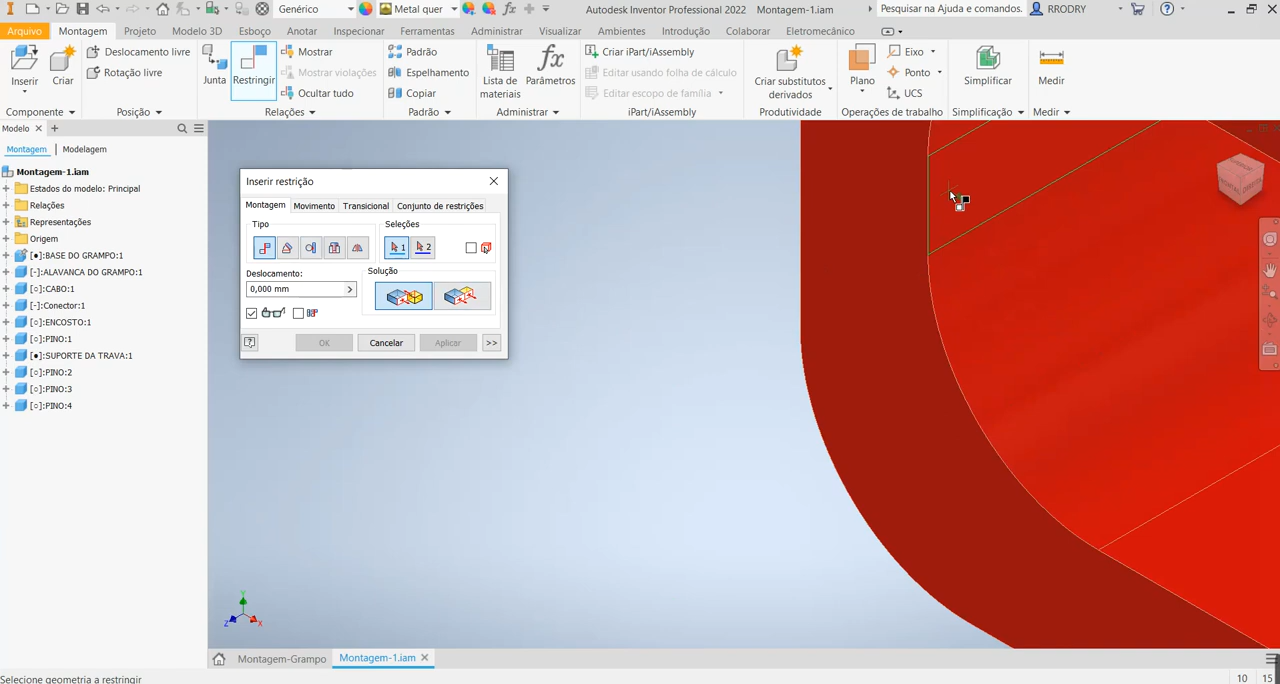 Genérico
Metal quer
Autodesk Inventor Professional 2022 Montagem-1.iam
Pesquisar na Ajuda e comandos.
RRODRY
Arquivo Montagem Projeto Modelo 3D Esboço Anotar Inspecionar Ferramentas Administrar Visualizar Ambientes Introdução Colaborar Eletromecânico
Inserir
Criar
Componente
Deslocamento livre
Rotação livre
Posição
Junta
Restringir
Mostrar
Mostrar violações
Ocultar tudo
Relações
Padrão
Espelhamento
Copiar
Padrão
Lista de
materiais
Parâmetros
Administrar
Criar iPart/iAssembly
Editar usando folha de cálculo
Editar escopo de família
iPart/iAssembly
Criar substitutos
derivados
Produtividade
Plano
Eixo
Ponto
UCS
Operações de trabalho
Simplificar
Simplificação
Medir
Medir
Modelo
Montagem | Modelagem
Montagem-1.iam
Estados do modelo: Principal
Relações
Representações
Origem
[●]:BASE DO GRAMPO:1
[-]:ALAVANCA DO GRAMPO:1
[○]:CABO:1
[-]:Conector:1
[○]:ENCOSTO:1
[○]:PINO:1
[●]:SUPORTE DA TRAVA:1
[○]:PINO:2
[○]:PINO:3
[○]:PINO:4
Inserir restrição
Montagem Movimento Transicional Conjunto de restrições
Tipo
Seleções
1
2
Deslocamento:
0,000 mm
Solução
OK
Cancelar
Aplicar
>>
Y
Z
X
Montagem-Grampo
Montagem-1.iam
Selecione geometria a restringir
10 15